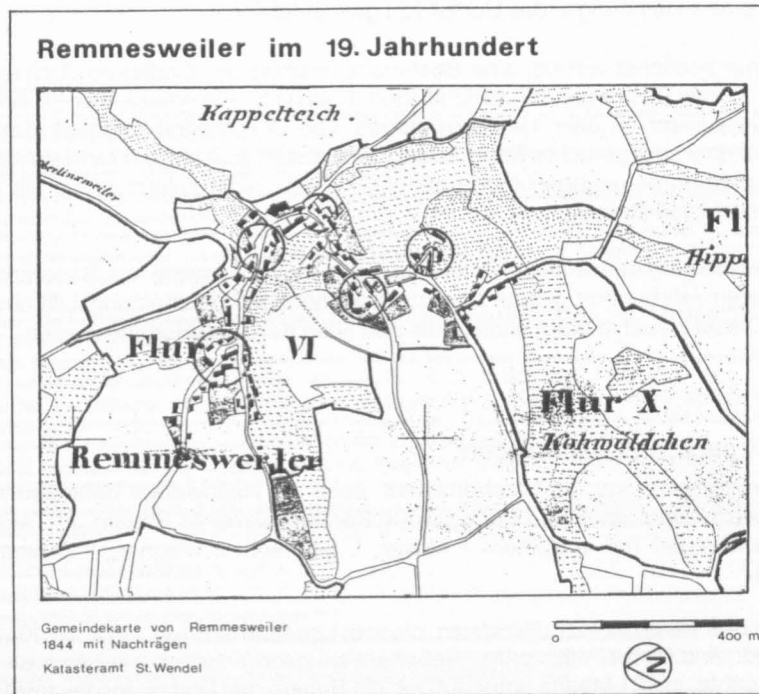 Remmesweiler im 19. Jahrhundert
Kappelteich.
Oberlinxweiler
Fl
Hipp
Flur VI
Flur X
Kohwäldchen
Remmesweiler
Gemeindekarte von Remmesweiler
1844 mit Nachträgen
Katasteramt St. Wendel
0 400 m
N